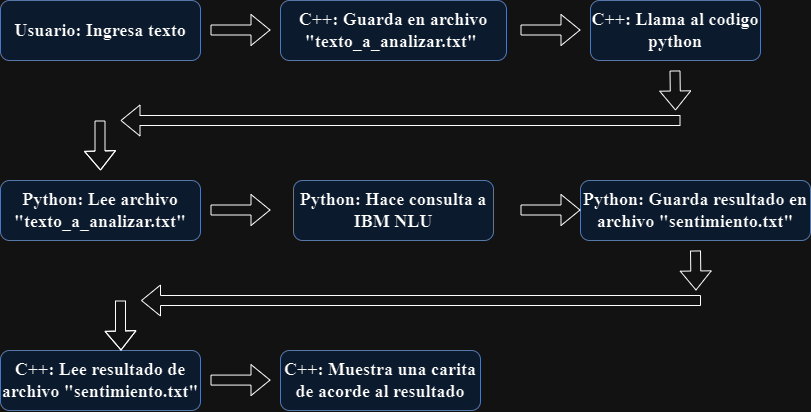 Usuario: Ingresa texto
C++: Guarda en archivo
"texto_a_analizar.txt"
C++: Llama al codigo
python
Python: Lee archivo
"texto_a_analizar.txt"
Python: Hace consulta a
IBM NLU
Python: Guarda resultado en
archivo "sentimiento.txt"
C++: Lee resultado de
archivo "sentimiento.txt"
C++: Muestra una carita
de acorde al resultado